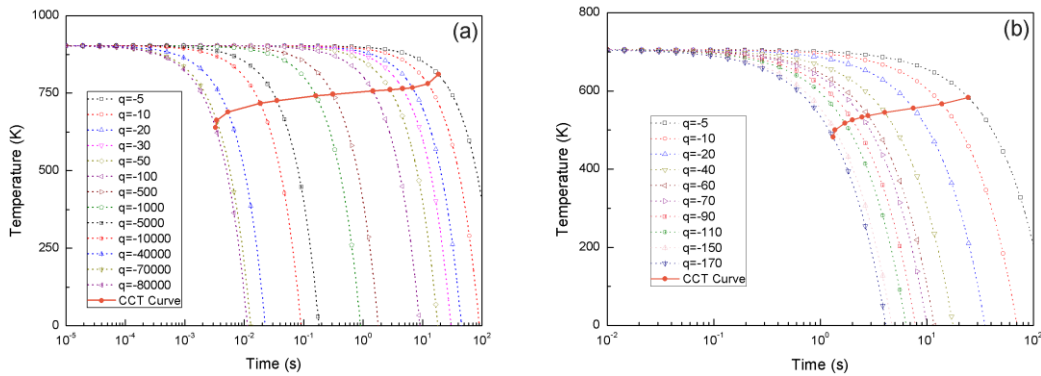 (a)
1000
750
500
250
0
Temperature (K)
q=-5
q=-10
q=-20
q=-30
q=-50
q=-100
q=-500
q=-1000
q=-5000
q=-10000
q=-40000
q=-70000
q=-80000
CCT Curve
10⁻⁵ 10⁻⁴ 10⁻³ 10⁻² 10⁻¹ 10⁰ 10¹ 10²
Time (s)
(b)
800
600
400
200
0
Temperature (K)
q=-5
q=-10
q=-20
q=-40
q=-60
q=-70
q=-90
q=-110
q=-150
q=-170
CCT Curve
10⁻² 10⁻¹ 10⁰ 10¹ 10²
Time (s)